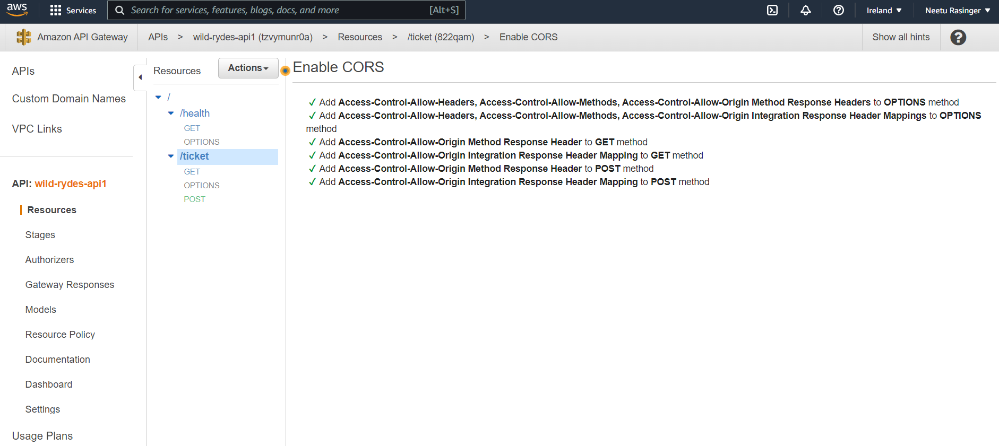 aws
Services
Search for services, features, blogs, docs, and more
[Alt+S]
Ireland
Neetu Rasinger
Amazon API Gateway
APIs > wild-rydes-api1 (tzvymunr0a) > Resources > /ticket (822qam) > Enable CORS
Show all hints
?
APIs
Custom Domain Names
VPC Links
API: wild-rydes-api1
Resources
Stages
Authorizers
Gateway Responses
Models
Resource Policy
Documentation
Dashboard
Settings
Usage Plans
Resources
Actions
/
/health
GET
OPTIONS
/ticket
GET
OPTIONS
POST
Enable CORS
✓ Add Access-Control-Allow-Headers, Access-Control-Allow-Methods, Access-Control-Allow-Origin Method Response Headers to OPTIONS method
✓ Add Access-Control-Allow-Headers, Access-Control-Allow-Methods, Access-Control-Allow-Origin Integration Response Header Mappings to OPTIONS
method
✓ Add Access-Control-Allow-Origin Method Response Header to GET method
✓ Add Access-Control-Allow-Origin Integration Response Header Mapping to GET method
✓ Add Access-Control-Allow-Origin Method Response Header to POST method
✓ Add Access-Control-Allow-Origin Integration Response Header Mapping to POST method